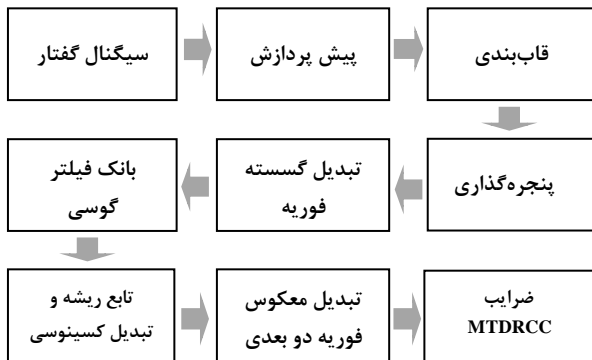 سیگنال گفتار
پیش پردازش
قاب‌بندی
پنجره‌گذاری
تبدیل گسسته
فوریه
بانک فیلتر
گوسی
تابع ریشه و
تبدیل کسینوسی
تبدیل معکوس
فوریه دو بعدی
ضرایب
MTDRCC